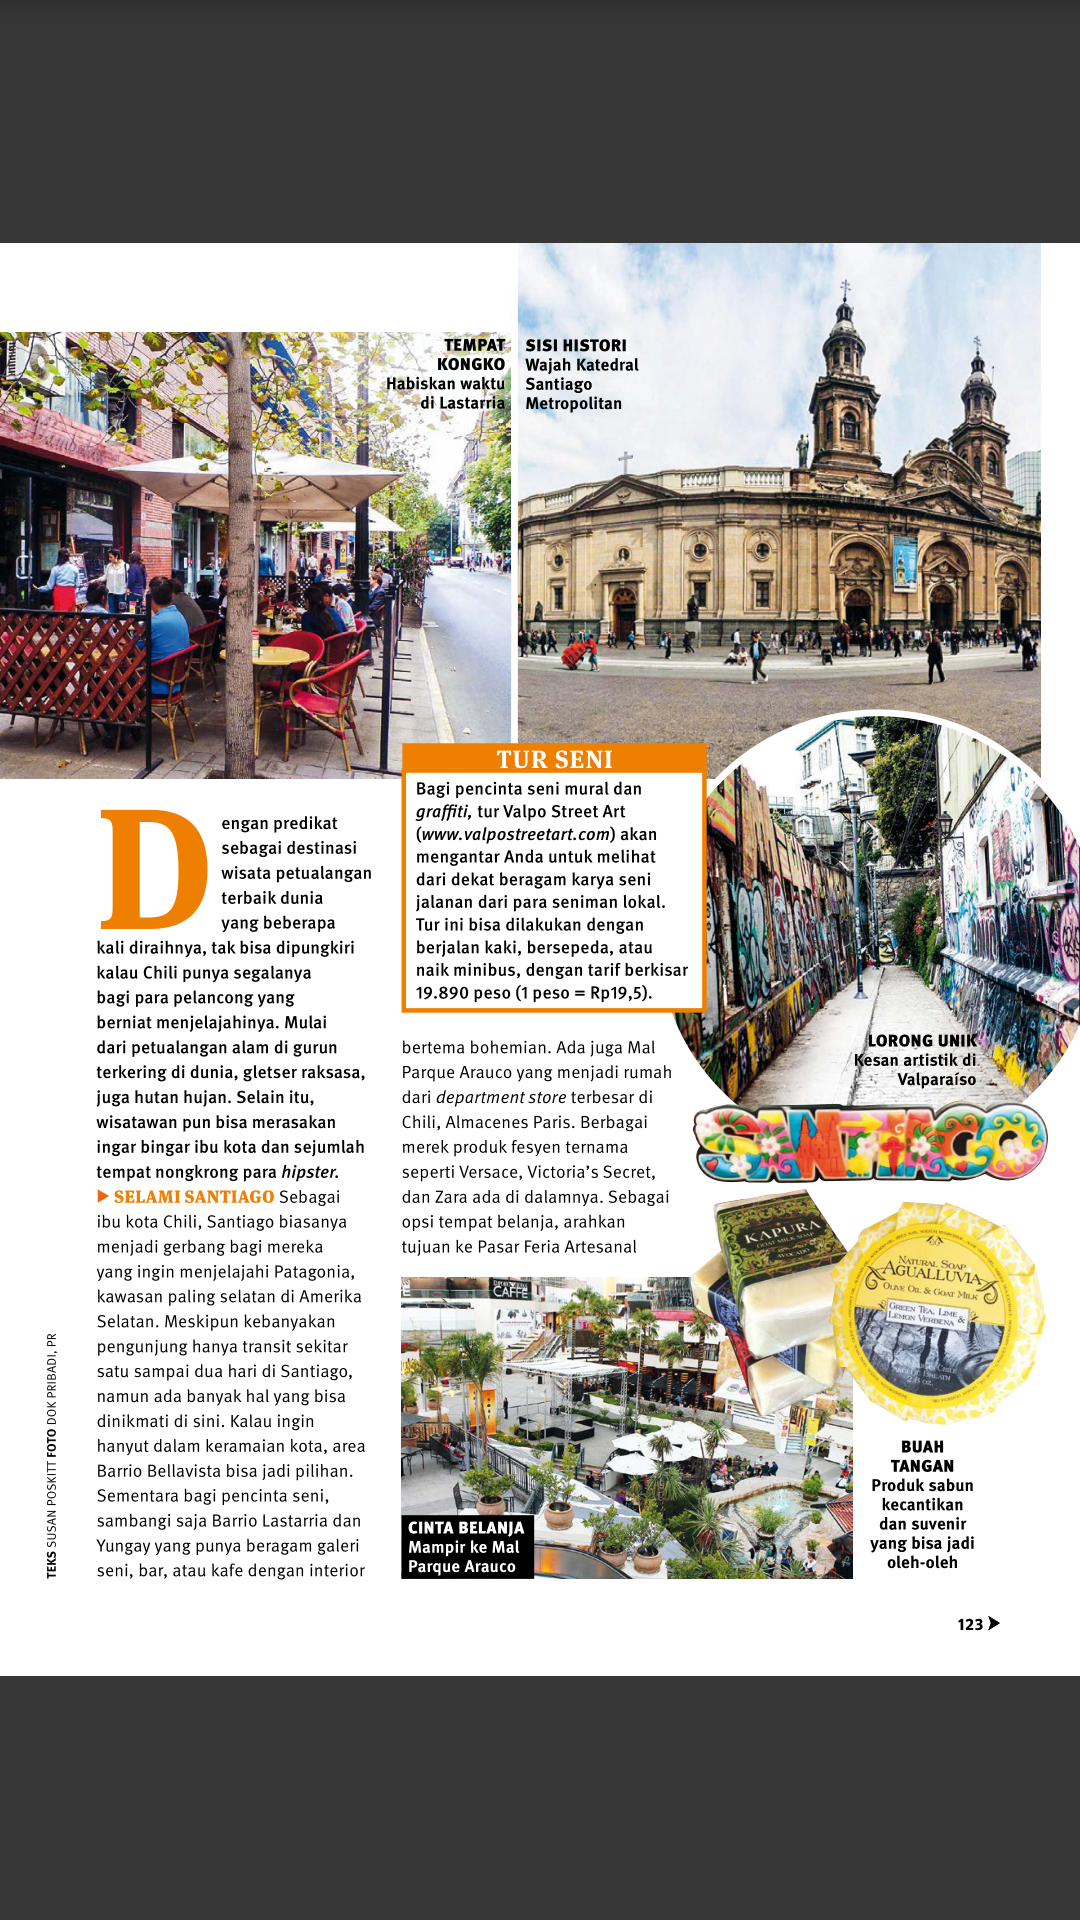 TEMPAT
KONGKO
Habiskan waktu
di Lastarria
SISI HISTORI
Wajah Katedral
Santiago
Metropolitan
TUR SENI
Bagi pencinta seni mural dan
graffiti, tur Valpo Street Art
(www.valpostreetart.com) akan
mengantar Anda untuk melihat
dari dekat beragam karya seni
jalanan dari para seniman lokal.
Tur ini bisa dilakukan dengan
berjalan kaki, bersepeda, atau
naik minibus, dengan tarif berkisar
19.890 peso (1 peso = Rp19,5).
LORONG UNIK
Kesan artistik di
Valparaíso
Dengan predikat
sebagai destinasi
wisata petualangan
terbaik dunia
yang beberapa
kali diraihnya, tak bisa dipungkiri
kalau Chili punya segalanya
bagi para pelancong yang
berniat menjelajahinya. Mulai
dari petualangan alam di gurun
terkering di dunia, gletser raksasa,
juga hutan hujan. Selain itu,
wisatawan pun bisa merasakan
ingar bingar ibu kota dan sejumlah
tempat nongkrong para hipster.
SELAMI SANTIAGO Sebagai
ibu kota Chili, Santiago biasanya
menjadi gerbang bagi mereka
yang ingin menjelajahi Patagonia,
kawasan paling selatan di Amerika
Selatan. Meskipun kebanyakan
pengunjung hanya transit sekitar
satu sampai dua hari di Santiago,
namun ada banyak hal yang bisa
dinikmati di sini. Kalau ingin
hanyut dalam keramaian kota, area
Barrio Bellavista bisa jadi pilihan.
Sementara bagi pencinta seni,
sambangi saja Barrio Lastarria dan
Yungay yang punya beragam galeri
seni, bar, atau kafe dengan interior
bertema bohemian. Ada juga Mal
Parque Arauco yang menjadi rumah
dari department store terbesar di
Chili, Almacenes Paris. Berbagai
merek produk fesyen ternama
seperti Versace, Victoria's Secret,
dan Zara ada di dalamnya. Sebagai
opsi tempat belanja, arahkan
tujuan ke Pasar Feria Artesanal
SANTIAGO
KAPURA
GOAT MILK SOAP
AVOCADO
NATURAL SOAP
AGUALLUVIA
OLIVE OIL & GOAT MILK
GREEN TEA, LIME &
LEMON VERBENA
CAFFÈ
CINTA BELANJA
Mampir ke Mal
Parque Arauco
BUAH
TANGAN
Produk sabun
kecantikan
dan suvenir
yang bisa jadi
oleh-oleh
TEKS SUSAN POSKITT FOTO DOK PRIBADI, PR
123